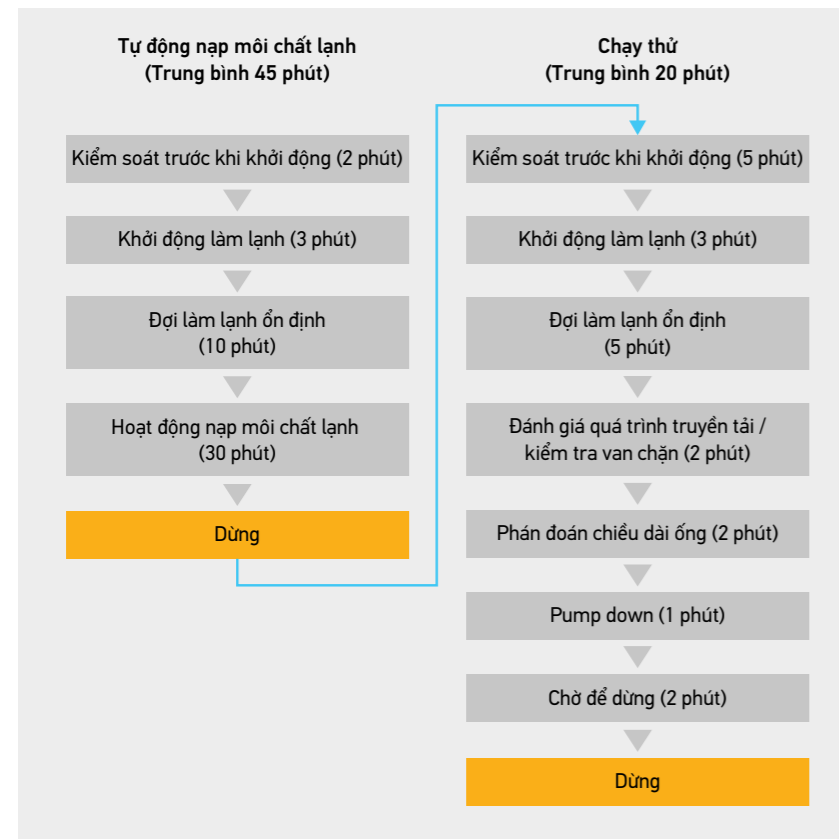 Tự động nạp môi chất lạnh
(Trung bình 45 phút)
Kiểm soát trước khi khởi động (2 phút)
Khởi động làm lạnh (3 phút)
Đợi làm lạnh ổn định
(10 phút)
Hoạt động nạp môi chất lạnh
(30 phút)
Dừng
Chạy thử
(Trung bình 20 phút)
Kiểm soát trước khi khởi động (5 phút)
Khởi động làm lạnh (3 phút)
Đợi làm lạnh ổn định
(5 phút)
Đánh giá quá trình truyền tải /
kiểm tra van chặn (2 phút)
Phán đoán chiều dài ống (2 phút)
Pump down (1 phút)
Chờ để dừng (2 phút)
Dừng